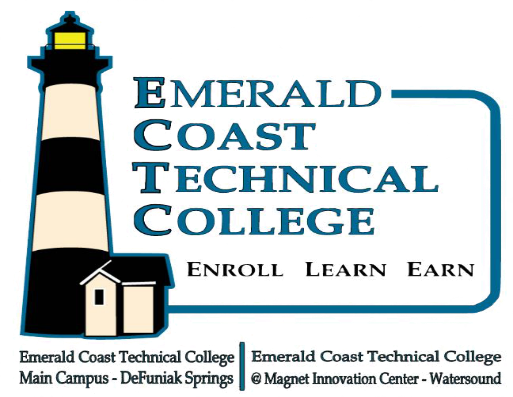 EMERALD
COAST
TECHNICAL
COLLEGE
ENROLL LEARN EARN
Emerald Coast Technical College
Main Campus - DeFuniak Springs
Emerald Coast Technical College
@ Magnet Innovation Center - Watersound